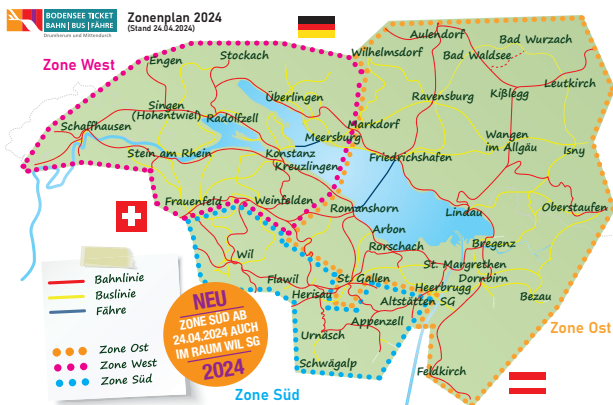 BODENSEE TICKET
BAHN | BUS | FÄHRE
Drumherum und Mittendurch
Zonenplan 2024
(Stand 24.04.2024)
Zone West
Engen
Stockach
Wilhelmsdorf
Aulendorf
Bad Wurzach
Bad Waldsee
Leutkirch
Singen
(Hohentwiel)
Überlingen
Ravensburg
Kißlegg
Schaffhausen
Radolfzell
Markdorf
Meersburg
Wangen
im Allgäu
Isny
Stein am Rhein
Konstanz
Kreuzlingen
Friedrichshafen
Frauenfeld
Weinfelden
Romanshorn
Lindau
Oberstaufen
Arbon
Rorschach
Bregenz
Wil
St. Gallen
St. Margrethen
Dornbirn
Flawil
Heerbrugg
Herisau
Altstätten SG
Bezau
Appenzell
Urnasch
Schwägalp
Feldkirch
Zone Ost
Zone Süd
Bahnlinie
Buslinie
Fähre
Zone Ost
Zone West
Zone Süd
NEU
ZONE SÜD AB
24.04.2024 AUCH
IM RAUM WIL SG
2024